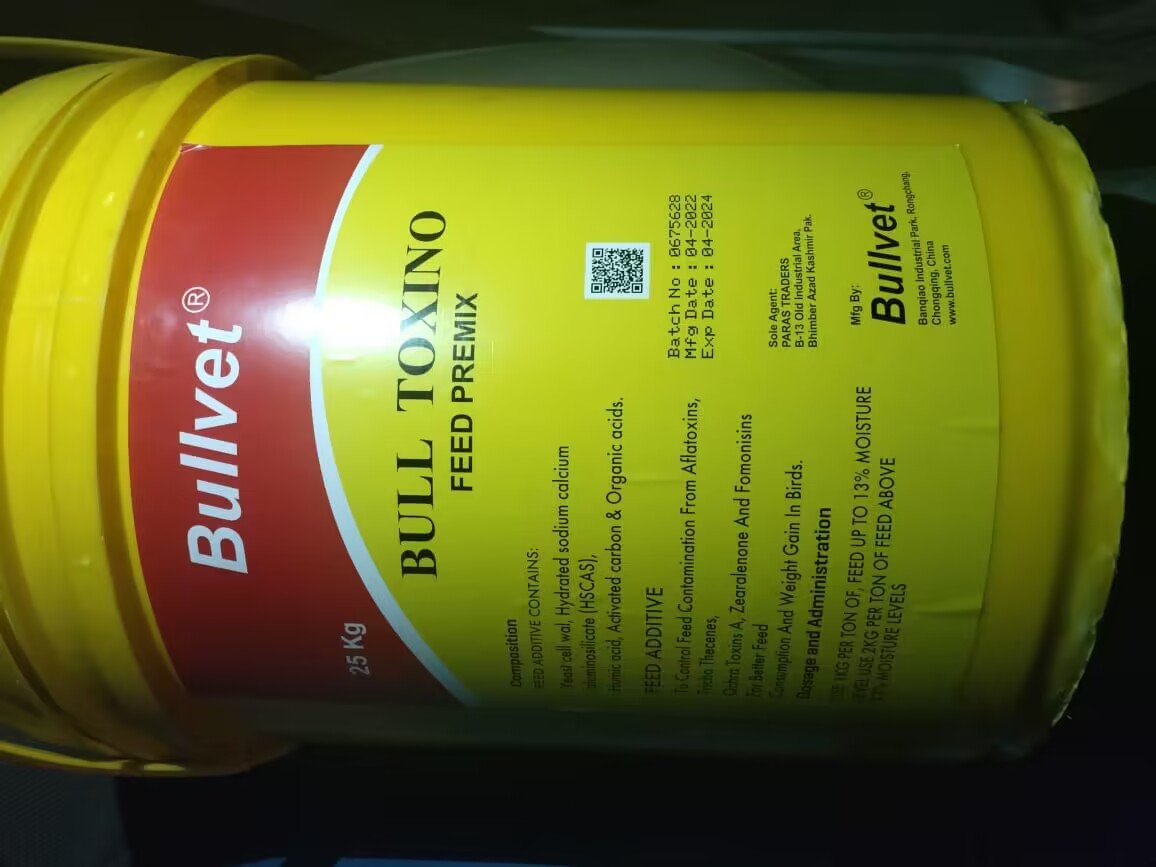 Bullvet®
25 Kg
BULL TOXINO
FEED PREMIX
Composition
FEED ADDITIVE CONTAINS:
Yeast cell wal, Hydrated sodium calcium
aluminosilicate (HSCAS),
Humic acid, Activated carbon & Organic acids.
FEED ADDITIVE
To Control Feed Contamination From Aflatoxins,
Tricho Thecenes,
Ochra Toxins A, Zearalenone And Fomonisins
For Better Feed
Consumption And Weight Gain In Birds.
Dosage and Administration
USE 1KG PER TON OF, FEED UP TO 13% MOISTURE
LEVEL USE 2KG PER TON OF FEED ABOVE
13% MOISTURE LEVELS
Batch No : 0675628
Mfg Date : 04-2022
Exp Date : 04-2024
Sole Agent:
PARAS TRADERS
B-13 Old Industrial Area,
Bhimber Azad Kashmir Pak.
Mfg By:
Bullvet®
Banqiao Industrial Park, Rongchang,
Chongqing, China
www.bullvet.com